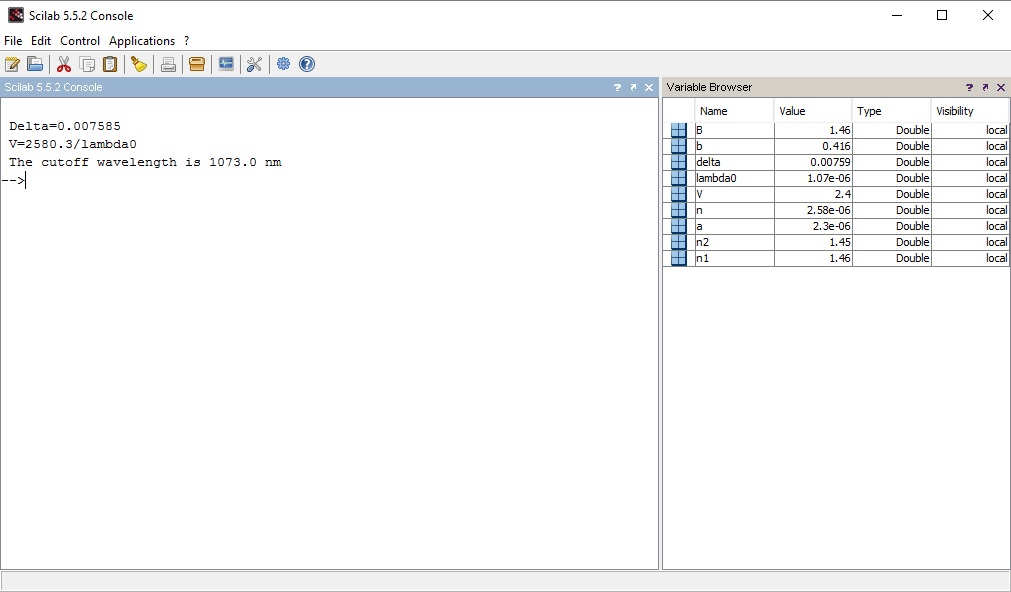 Scilab 5.5.2 Console
File Edit Control Applications ?
Scilab 5.5.2 Console ?
Delta=0.007585
V=2580.3/lambda0
The cutoff wavelength is 1073.0 nm
-->
Variable Browser ?
Name Value Type Visibility
B 1.46 Double local
b 0.416 Double local
delta 0.00759 Double local
lambda0 1.07e-06 Double local
V 2.4 Double local
n 2.58e-06 Double local
a 2.3e-06 Double local
n2 1.45 Double local
n1 1.46 Double local